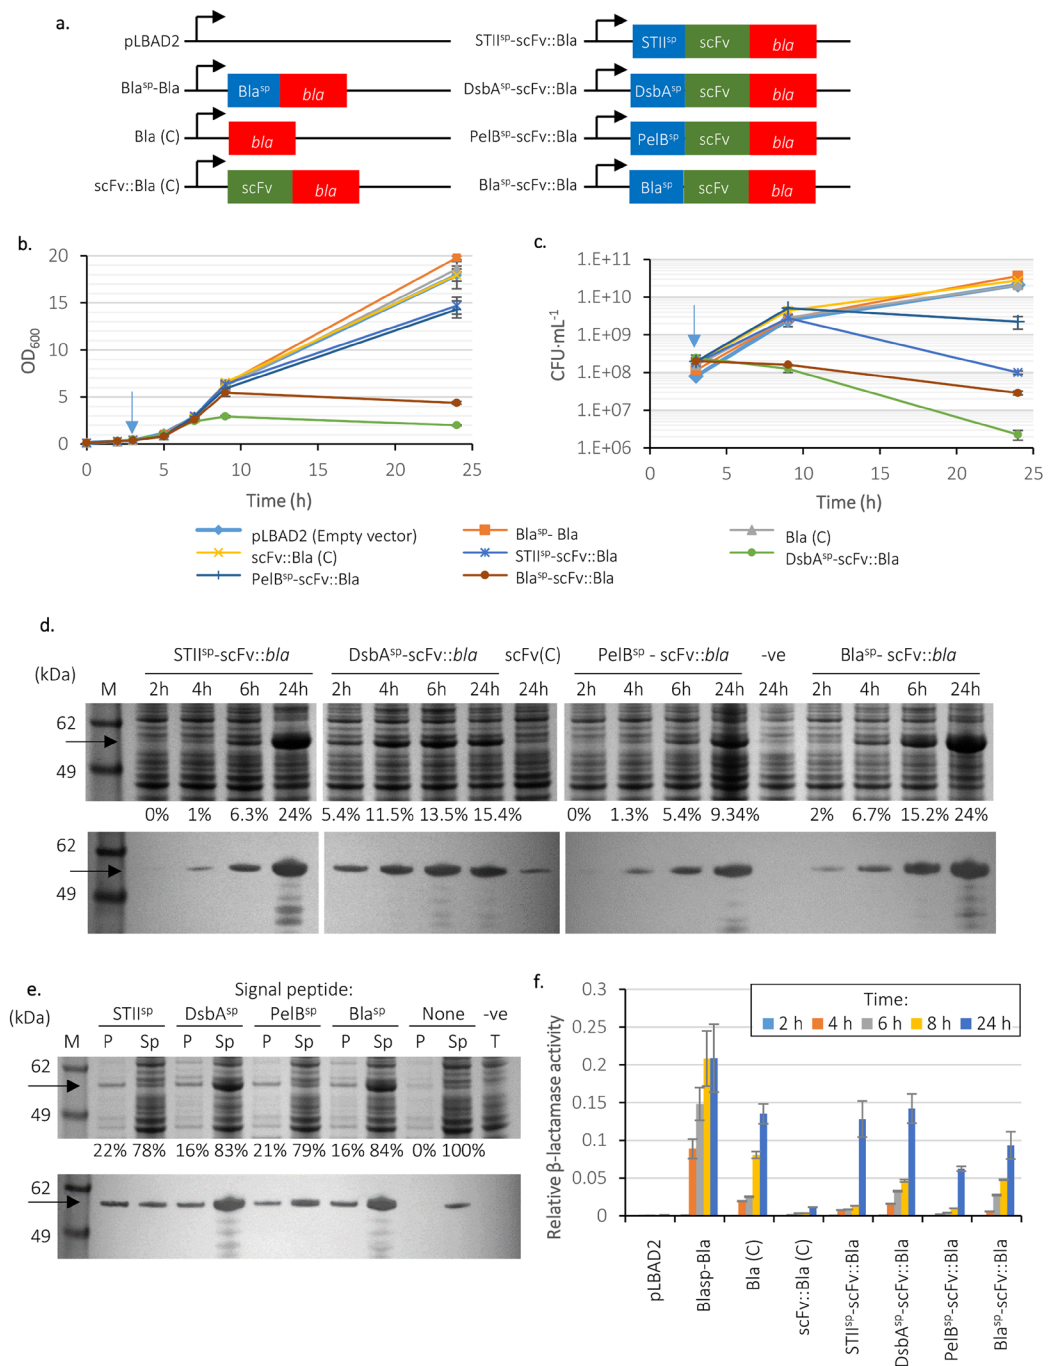 a.
pLBAD2
Blaˢᵖ-Bla
Blaˢᵖ bla
Bla (C)
bla
scFv::Bla (C)
scFv bla
STIIˢᵖ-scFv::Bla
STIIˢᵖ scFv bla
DsbAˢᵖ-scFv::Bla
DsbAˢᵖ scFv bla
PelBˢᵖ-scFv::Bla
PelBˢᵖ scFv bla
Blaˢᵖ-scFv::Bla
Blaˢᵖ scFv bla
b.
OD₆₀₀
20
15
10
5
0
0 5 10 15 20 25
Time (h)
c.
CFU·mL⁻¹
1.E+11
1.E+10
1.E+09
1.E+08
1.E+07
1.E+06
0 5 10 15 20 25
Time (h)
pLBAD2 (Empty vector) Blaˢᵖ- Bla Bla (C)
scFv::Bla (C) STIIˢᵖ-scFv::Bla DsbAˢᵖ-scFv::Bla
PelBˢᵖ-scFv::Bla Blaˢᵖ-scFv::Bla
d.
STIIˢᵖ-scFv::bla DsbAˢᵖ-scFv::bla scFv(C) PelBˢᵖ - scFv::bla -ve Blaˢᵖ- scFv::bla
(kDa)
M 2h 4h 6h 24h 2h 4h 6h 24h 24h 2h 4h 6h 24h 24h 2h 4h 6h 24h
62
49
0% 1% 6.3% 24% 5.4% 11.5% 13.5% 15.4% 0% 1.3% 5.4% 9.34% 2% 6.7% 15.2% 24%
62
49
e.
Signal peptide:
(kDa) STIIˢᵖ DsbAˢᵖ PelBˢᵖ Blaˢᵖ None -ve
M P Sp P Sp P Sp P Sp P Sp T
62
49
22% 78% 16% 83% 21% 79% 16% 84% 0% 100%
62
49
f.
Relative β-lactamase activity
0.3
0.25
0.2
0.15
0.1
0.05
0
Time:
2 h 4 h 6 h 8 h 24 h
pLBAD2
Blasp-Bla
Bla (C)
scFv::Bla (C)
STIIˢᵖ-scFv::Bla
DsbAˢᵖ-scFv::Bla
PelBˢᵖ-scFv::Bla
Blaˢᵖ-scFv::Bla